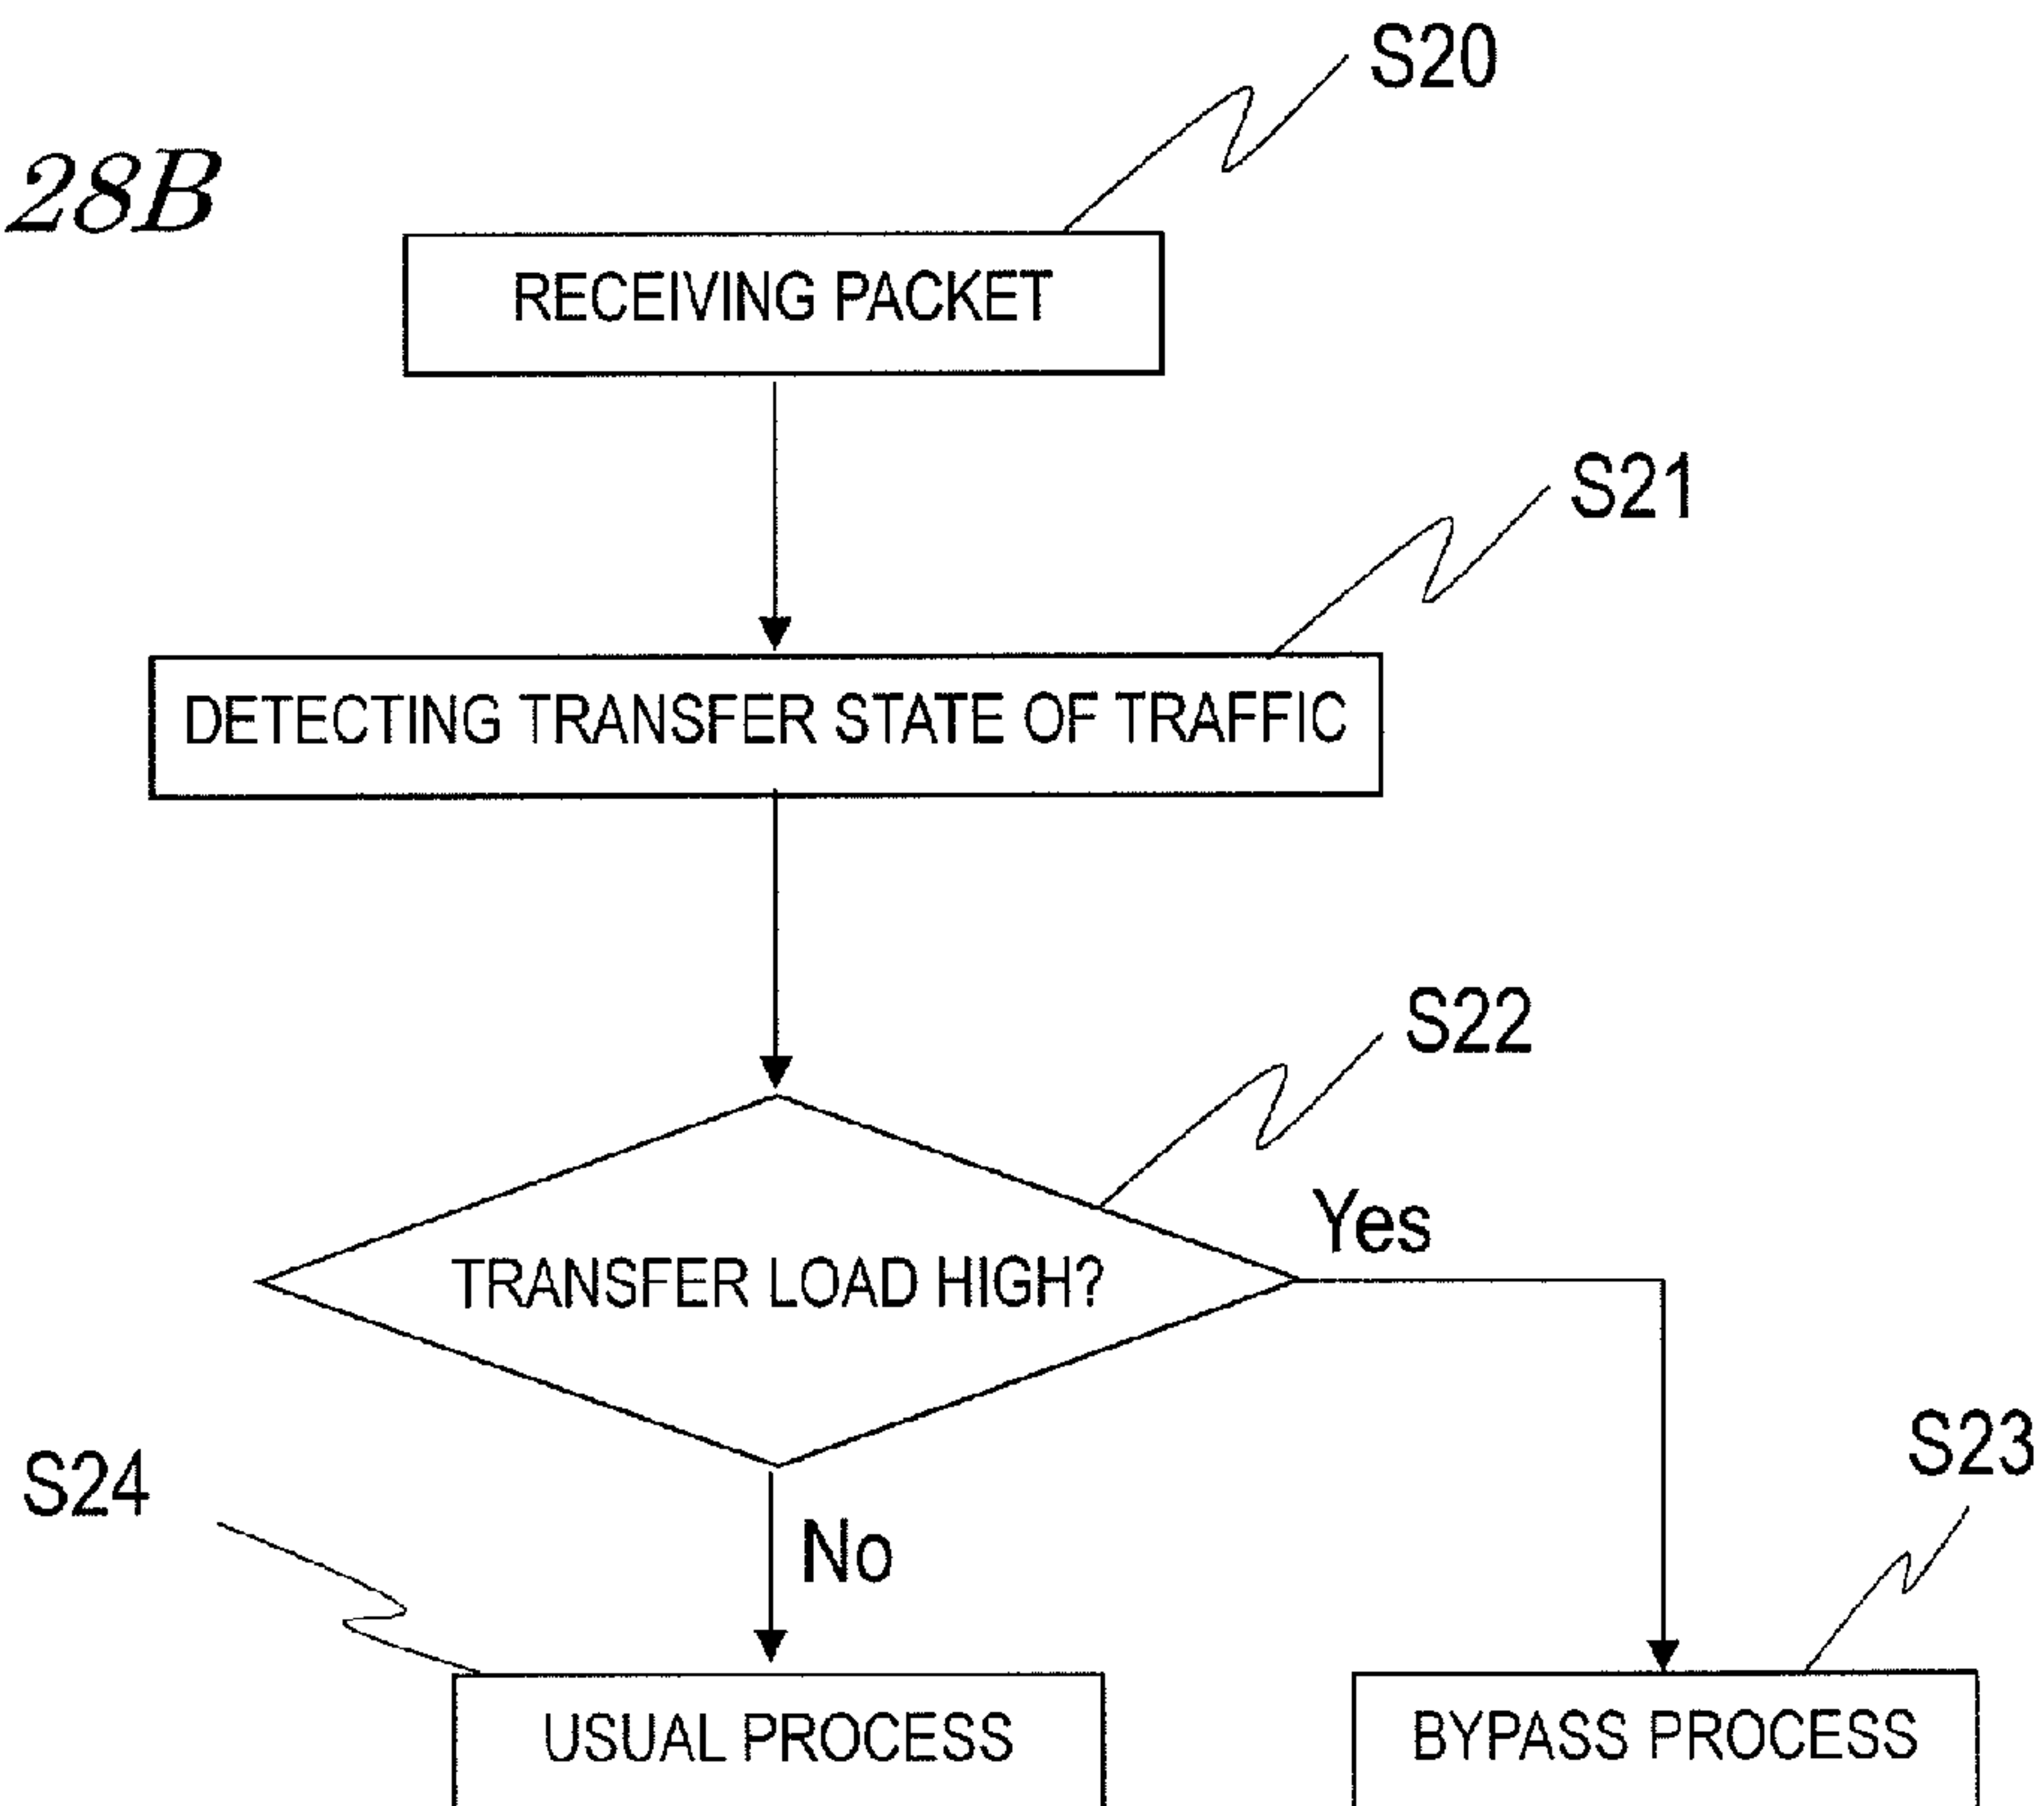 S20
28B
RECEIVING PACKET
S21
DETECTING TRANSFER STATE OF TRAFFIC
S22
Yes
TRANSFER LOAD HIGH?
S23
S24
No
USUAL PROCESS
BYPASS PROCESS